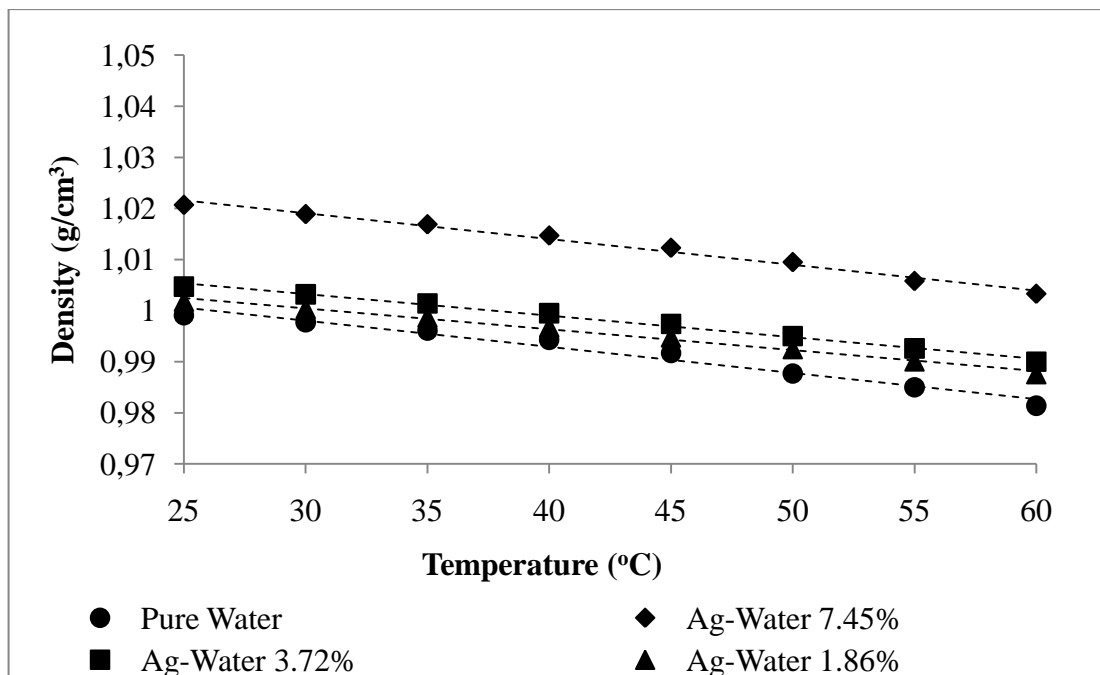 1,05
1,04
1,03
1,02
1,01
1
0,99
0,98
0,97
Density (g/cm³)
25 30 35 40 45 50 55 60
Temperature (ᵒC)
Pure Water
Ag-Water 7.45%
Ag-Water 3.72%
Ag-Water 1.86%